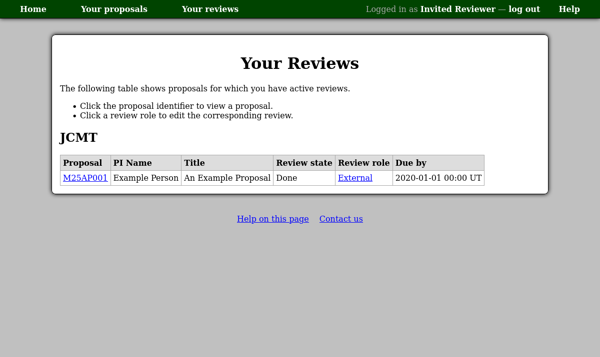 Home Your proposals Your reviews Logged in as Invited Reviewer — log out Help
Your Reviews
The following table shows proposals for which you have active reviews.
• Click the proposal identifier to view a proposal.
• Click a review role to edit the corresponding review.
JCMT
Proposal PI Name Title Review state Review role Due by
M25AP001 Example Person An Example Proposal Done External 2020-01-01 00:00 UT
Help on this page Contact us